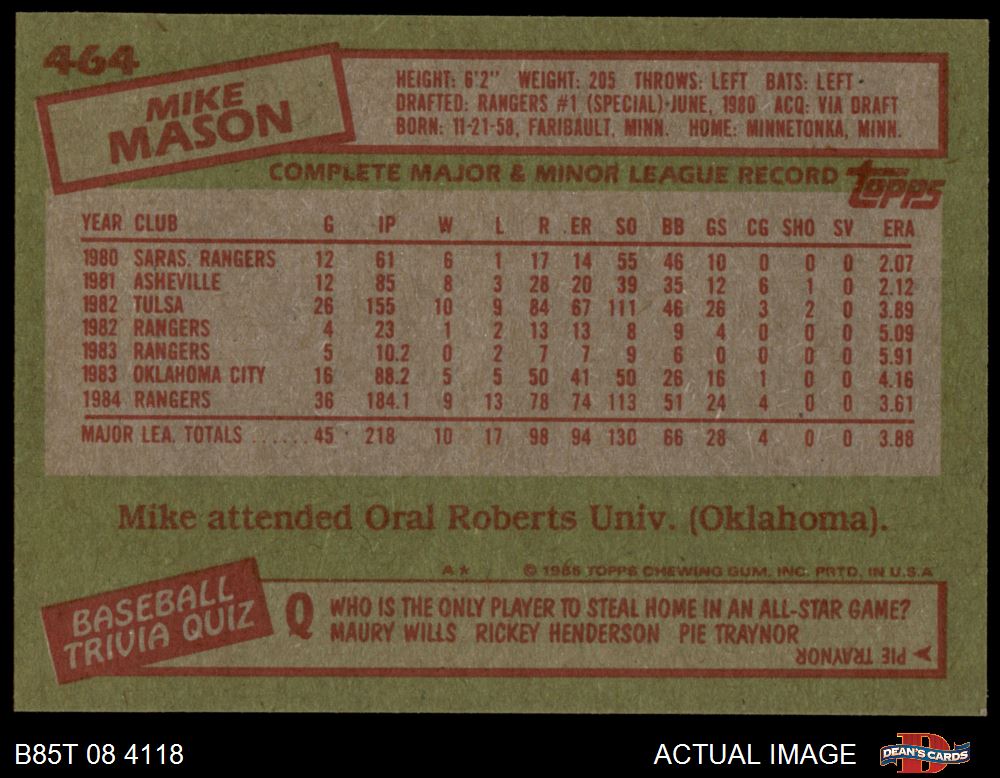 464
MIKE
MASON
HEIGHT: 6'2" WEIGHT: 205 THROWS: LEFT BATS: LEFT
DRAFTED: RANGERS #1 (SPECIAL)-JUNE, 1980 ACQ: VIA DRAFT
BORN: 11-21-58, FARIBAULT, MINN. HOME: MINNETONKA, MINN.
COMPLETE MAJOR & MINOR LEAGUE RECORD topps
YEAR CLUB G IP W L R ER SO BB GS CG SHO SV ERA
1980 SARAS. RANGERS 12 61 6 1 17 14 55 46 10 0 0 0 2.07
1981 ASHEVILLE 12 85 8 3 28 20 39 35 12 6 1 0 2.12
1982 TULSA 26 155 10 9 84 67 111 46 26 3 2 0 3.89
1982 RANGERS 4 23 1 2 13 13 8 9 4 0 0 0 5.09
1983 RANGERS 5 10.2 0 2 7 7 9 6 0 0 0 0 5.91
1983 OKLAHOMA CITY 16 88.2 5 5 50 41 50 26 16 1 0 0 4.16
1984 RANGERS 36 184.1 9 13 78 74 113 51 24 4 0 0 3.61
MAJOR LEA. TOTALS ...... 45 218 10 17 98 94 130 66 28 4 0 0 3.88
Mike attended Oral Roberts Univ. (Oklahoma).
A* © 1985 TOPPS CHEWING GUM, INC. PRTD. IN U.S.A
BASEBALL
TRIVIA QUIZ
Q WHO IS THE ONLY PLAYER TO STEAL HOME IN AN ALL-STAR GAME?
MAURY WILLS RICKEY HENDERSON PIE TRAYNOR
PIE TRAYNOR
B85T 08 4118 ACTUAL IMAGE DEAN'S CARDS